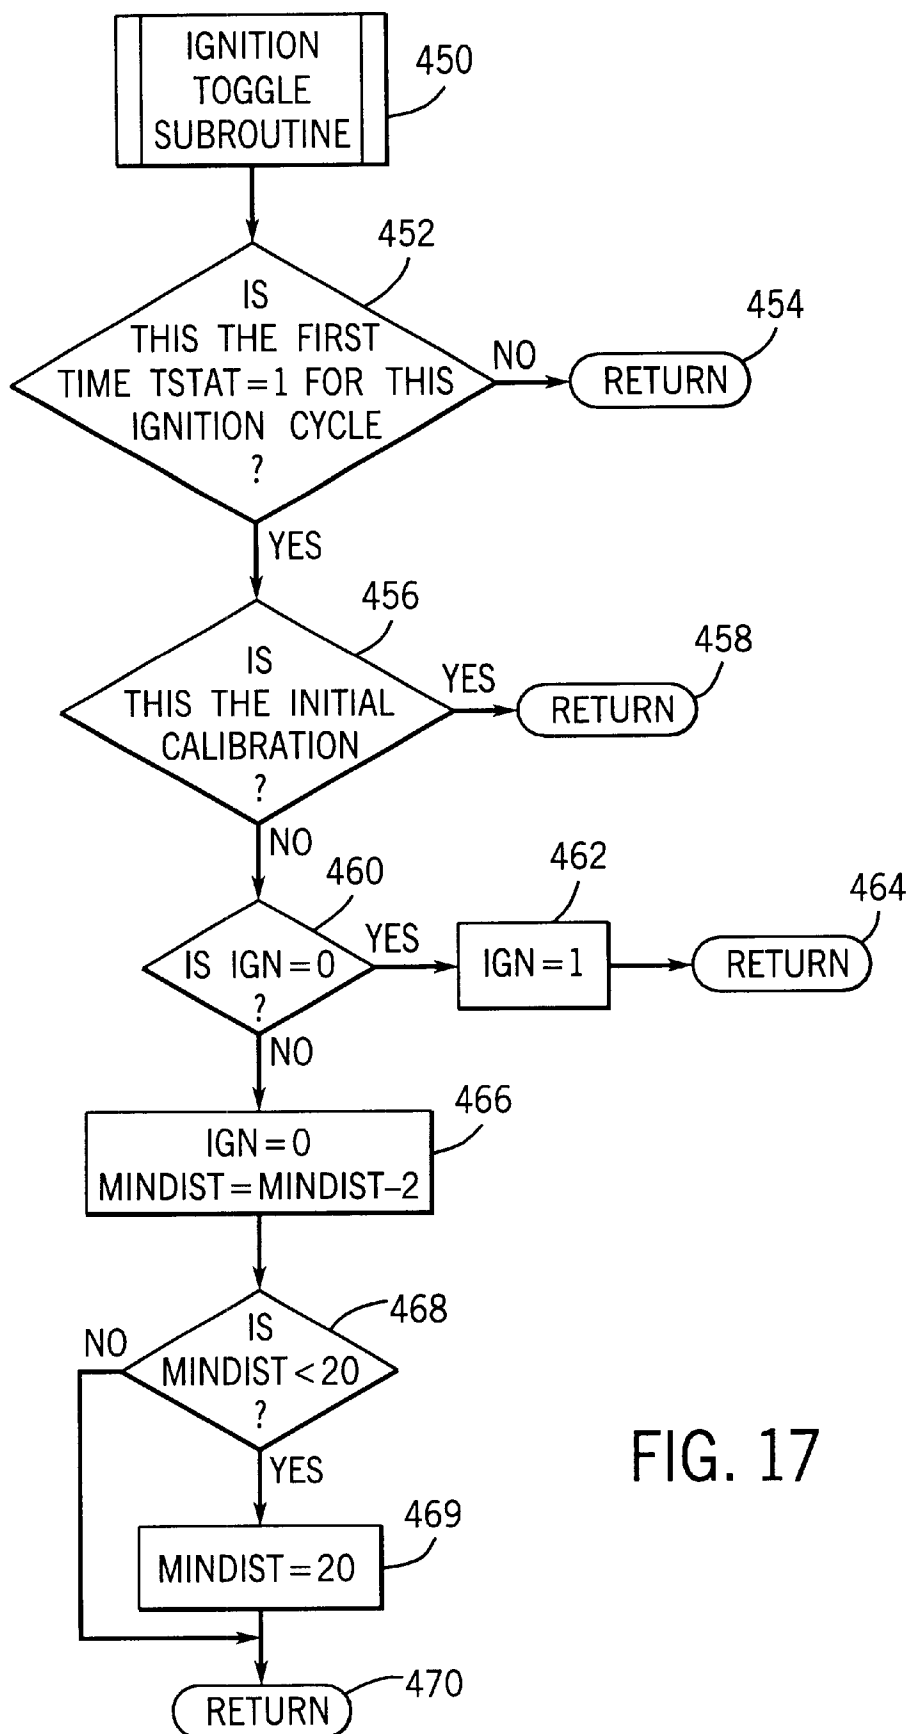 IGNITION
TOGGLE
SUBROUTINE
450
452
IS
THIS THE FIRST
TIME TSTAT=1 FOR THIS
IGNITION CYCLE
?
NO
454
RETURN
YES
456
IS
THIS THE INITIAL
CALIBRATION
?
YES
458
RETURN
NO
460
IS IGN=0
?
YES
462
IGN=1
464
RETURN
NO
466
IGN=0
MINDIST=MINDIST–2
468
IS
MINDIST<20
?
NO
YES
469
MINDIST=20
470
RETURN
FIG. 17